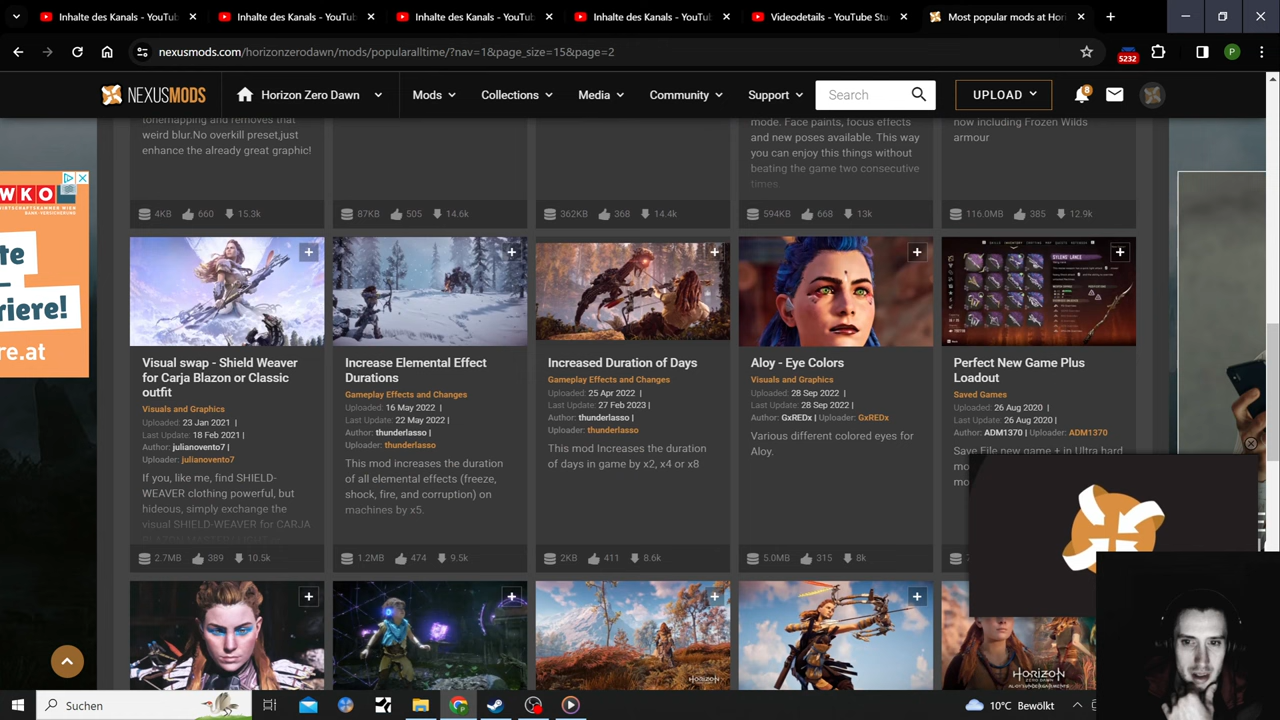 Inhalte des Kanals - YouTub
Inhalte des Kanals - YouTub
Inhalte des Kanals - YouTub
Inhalte des Kanals - YouTub
Videodetails - YouTube Stu
Most popular mods at Hori
nexusmods.com/horizonzerodawn/mods/popularalltime/?nav=1&page_size=15&page=2
5232
P
NEXUSMODS
Horizon Zero Dawn
Mods
Collections
Media
Community
Support
Search
UPLOAD
8
tonemapping and removes that
weird blur.No overkill preset,just
enhance the already great graphic!
4KB 660 15.3k
87KB 505 14.6k
362KB 368 14.4k
mode. Face paints, focus effects
and new poses available. This way
you can enjoy this things without
beating the game two consecutive
times.
594KB 668 13k
now including Frozen Wilds
armour
116.0MB 385 12.9k
WKO
WIRTSCHAFTSKAMMER WIEN
te
riere!
re.at
Visual swap - Shield Weaver
for Carja Blazon or Classic
outfit
Visuals and Graphics
Uploaded: 23 Jan 2021 |
Last Update: 18 Feb 2021 |
Author: julianovento7 |
Uploader: julianovento7
If you, like me, find SHIELD-
WEAVER clothing powerful, but
hideous, simply exchange the
visual SHIELD-WEAVER for CARJA
2.7MB 389 10.5k
Increase Elemental Effect
Durations
Gameplay Effects and Changes
Uploaded: 16 May 2022 |
Last Update: 22 May 2022 |
Author: thunderlasso |
Uploader: thunderlasso
This mod increases the duration
of all elemental effects (freeze,
shock, fire, and corruption) on
machines by x5.
1.2MB 474 9.5k
Increased Duration of Days
Gameplay Effects and Changes
Uploaded: 25 Apr 2022 |
Last Update: 27 Feb 2023 |
Author: thunderlasso |
Uploader: thunderlasso
This mod Increases the duration
of days in game by x2, x4 or x8
2KB 411 8.6k
Aloy - Eye Colors
Visuals and Graphics
Uploaded: 28 Sep 2022 |
Last Update: 28 Sep 2022 |
Author: GxREDx | Uploader: GxREDx
Various different colored eyes for
Aloy.
5.0MB 315 8k
Perfect New Game Plus
Loadout
Saved Games
Uploaded: 26 Aug 2020 |
Last Update: 26 Aug 2020 |
Author: ADM1370 | Uploader: ADM1370
Save File new game + in Ultra hard
HORIZON
HORIZON
Suchen
10°C Bewölkt